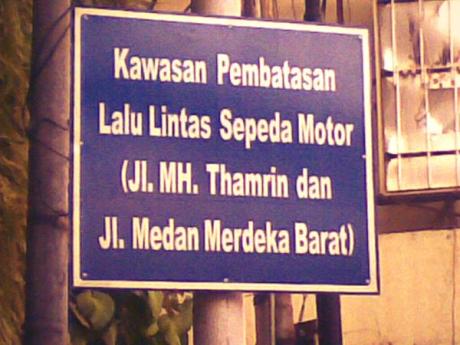 Kawasan Pembatasan
Lalu Lintas Sepeda Motor
(Jl. MH. Thamrin dan
Jl. Medan Merdeka Barat)